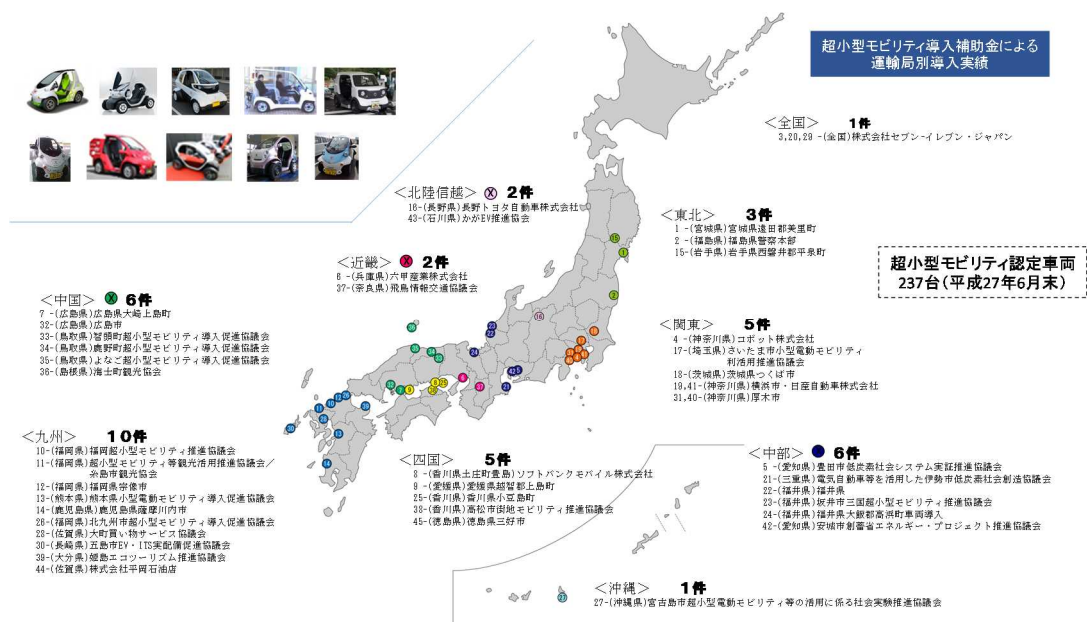 超小型モビリティ導入補助金による
運輸局別導入実績
＜全国＞ 1件
3,20,29 -(全国)株式会社セブン-イレブン・ジャパン
＜北陸信越＞ X 2件
16-(長野県)長野トヨタ自動車株式会社
43-(石川県)かがEV推進協会
＜東北＞ 3件
1 -(宮城県)宮城県遠田郡美里町
2 -(福島県)福島県警察本部
15-(岩手県)岩手県西磐井郡平泉町
＜近畿＞ X 2件
6 -(兵庫県)六甲産業株式会社
37-(奈良県)飛鳥情報交通協議会
超小型モビリティ認定車両
237台(平成27年6月末)
＜中国＞ X 6件
7 -(広島県)広島県大崎上島町
32-(広島県)広島市
33-(鳥取県)智頭町超小型モビリティ導入促進協議会
34-(鳥取県)鹿野町超小型モビリティ導入促進協議会
35-(鳥取県)よなご超小型モビリティ導入促進協議会
36-(島根県)海士町観光協会
＜関東＞ 5件
4 -(神奈川県)コボット株式会社
17-(埼玉県)さいたま市小型電動モビリティ
利活用推進協議会
18-(茨城県)茨城県つくば市
19,41-(神奈川県)横浜市・日産自動車株式会社
31,40-(神奈川県)厚木市
＜九州＞ 10件
10-(福岡県)福岡超小型モビリティ推進協議会
11-(福岡県)超小型モビリティ等観光活用推進協議会／
糸島市観光協会
12-(福岡県)福岡県宗像市
13-(熊本県)熊本県小型電動モビリティ導入促進協議会
14-(鹿児島県)鹿児島県薩摩川内市
26-(福岡県)北九州市超小型モビリティ導入促進協議会
28-(佐賀県)大町買い物サービス協議会
30-(長崎県)五島市EV・ITS実配備促進協議会
39-(大分県)姫島エコツーリズム推進協議会
44-(佐賀県)株式会社平岡石油店
＜四国＞ 5件
8 -(香川県土庄町豊島)ソフトバンクモバイル株式会社
9 -(愛媛県)愛媛県越智郡上島町
25-(香川県)香川県小豆島町
38-(香川県)高松市街地モビリティ推進協議会
45-(徳島県)徳島県三好市
＜中部＞ 6件
5 -(愛知県)豊田市低炭素社会システム実証推進協議会
21-(三重県)電気自動車等を活用した伊勢市低炭素社会創造協議会
22-(福井県)福井県
23-(福井県)坂井市三国超小型モビリティ推進協議会
24-(福井県)福井県大飯郡高浜町車両導入
42-(愛知県)安城市創蓄省エネルギー・プロジェクト推進協議会
＜沖縄＞ 1件
27-(沖縄県)宮古島市超小型電動モビリティ等の活用に係る社会実験推進協議会